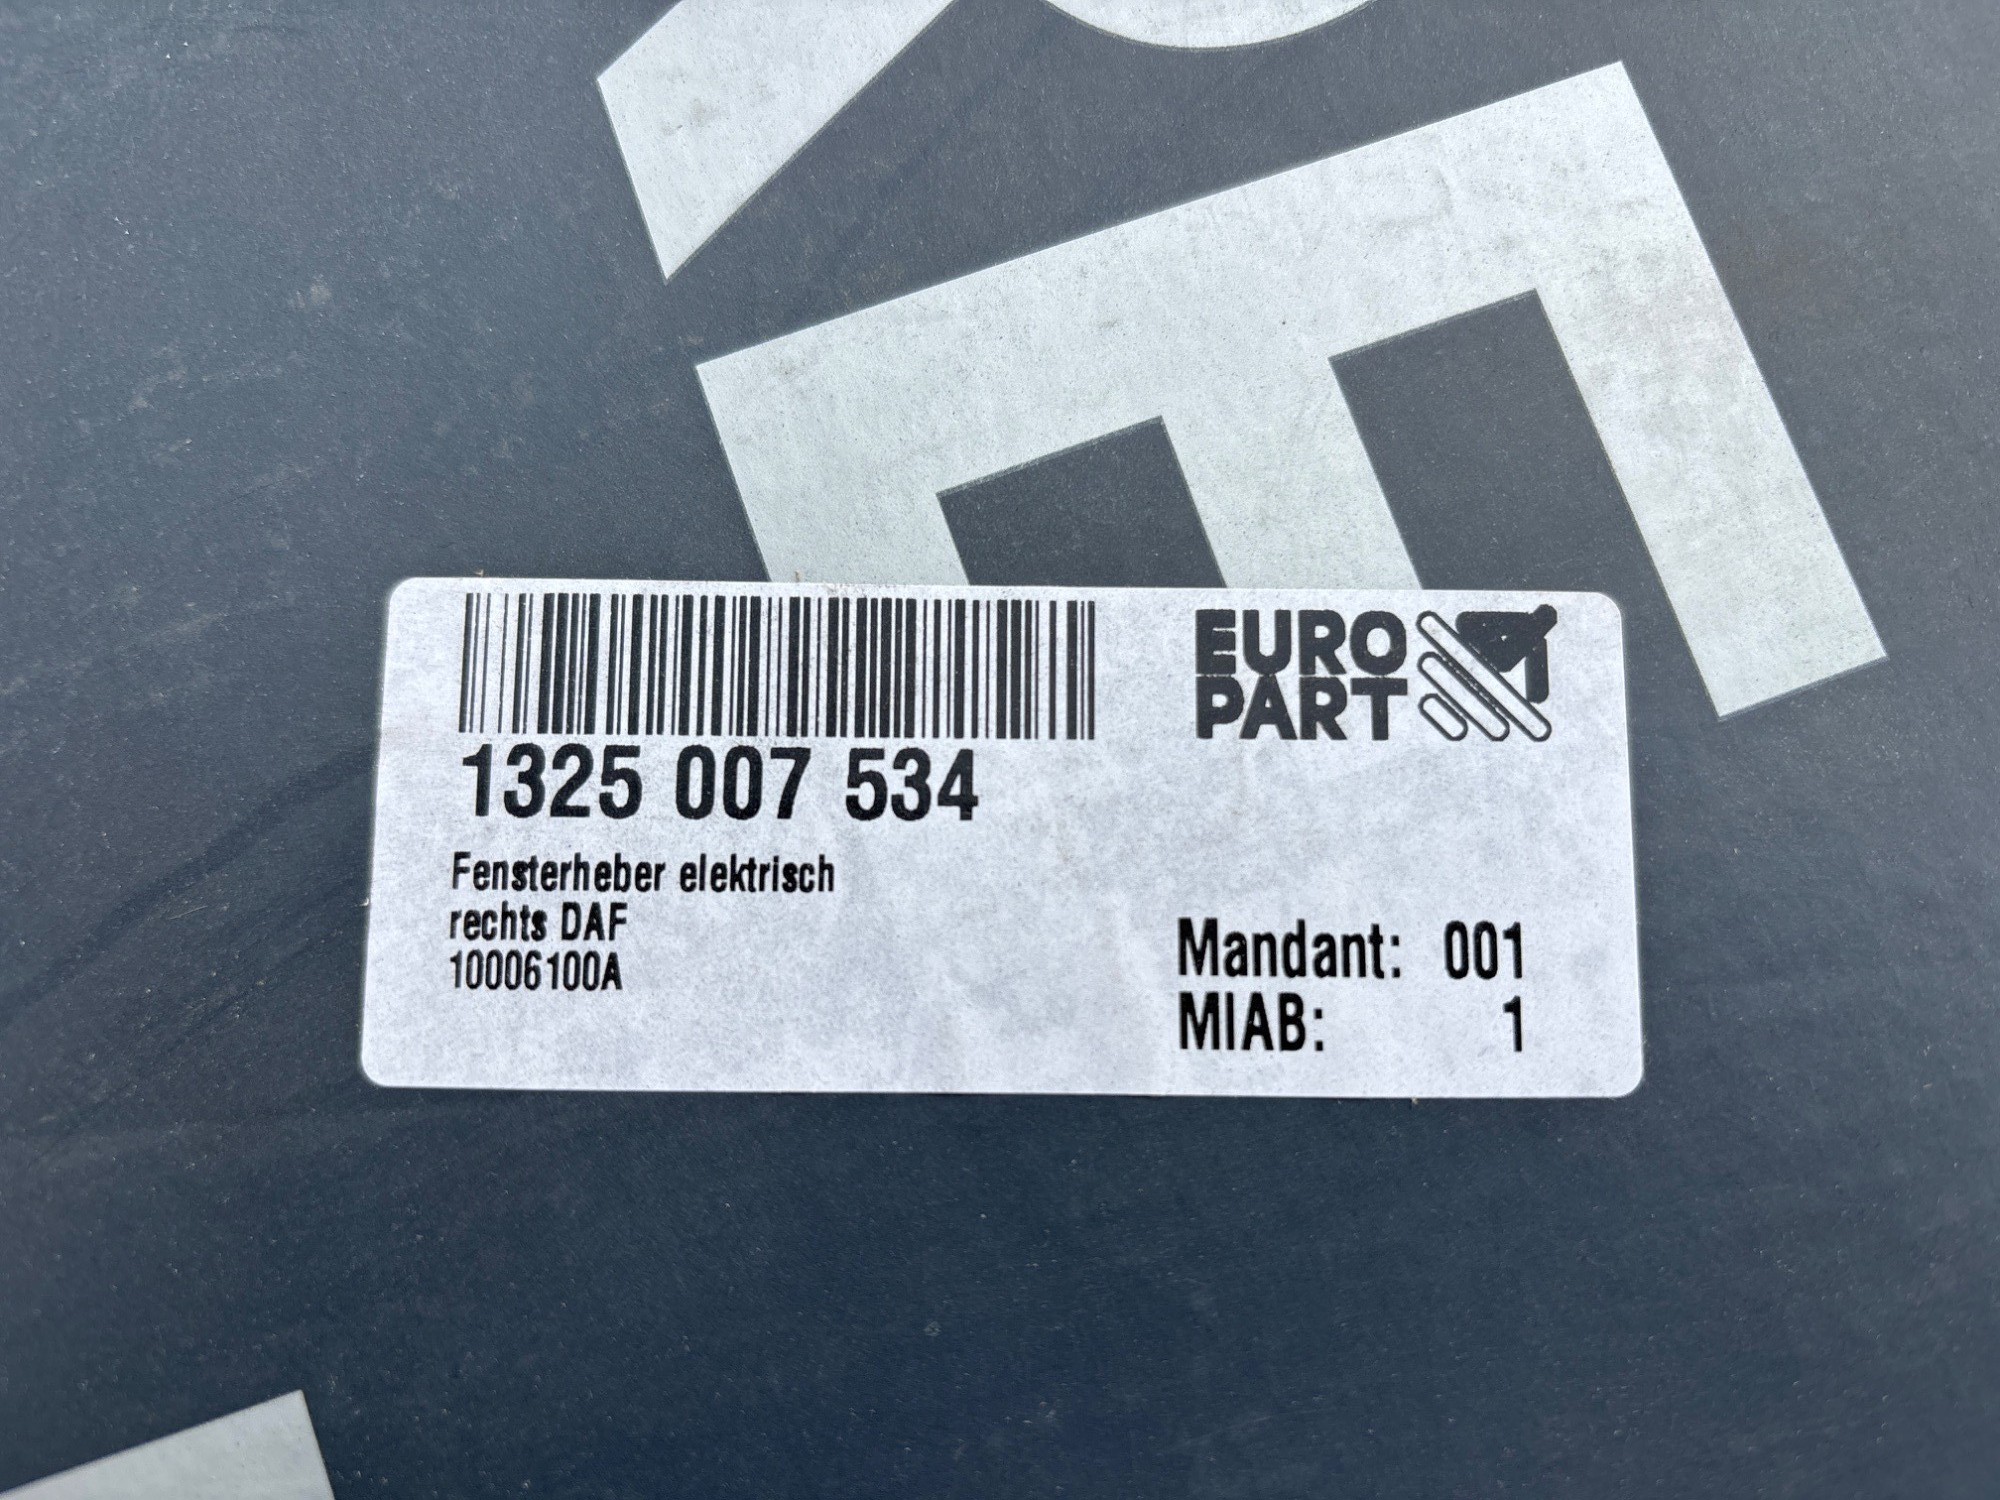 EURO
PART
1325 007 534
Fensterheber elektrisch
rechts DAF
10006100A
Mandant: 001
MIAB: 1